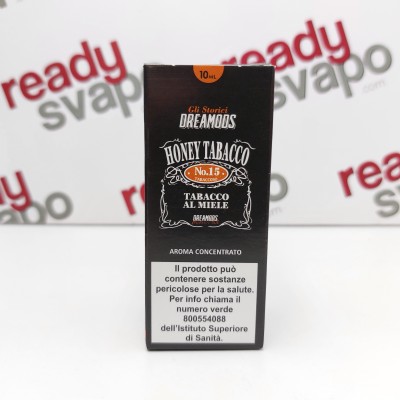 ready
svapo
ready
svapo
ready
svapo
10mL
Gli Storici
DREAMODS
HONEY TABACCO
No.15
TABACCOSO
TABACCO
AL MIELE
DREAMODS
AROMA CONCENTRATO
Il prodotto può
contenere sostanze
pericolose per la salute.
Per info chiama il
numero verde
800554088
dell'Istituto Superiore
di Sanità.